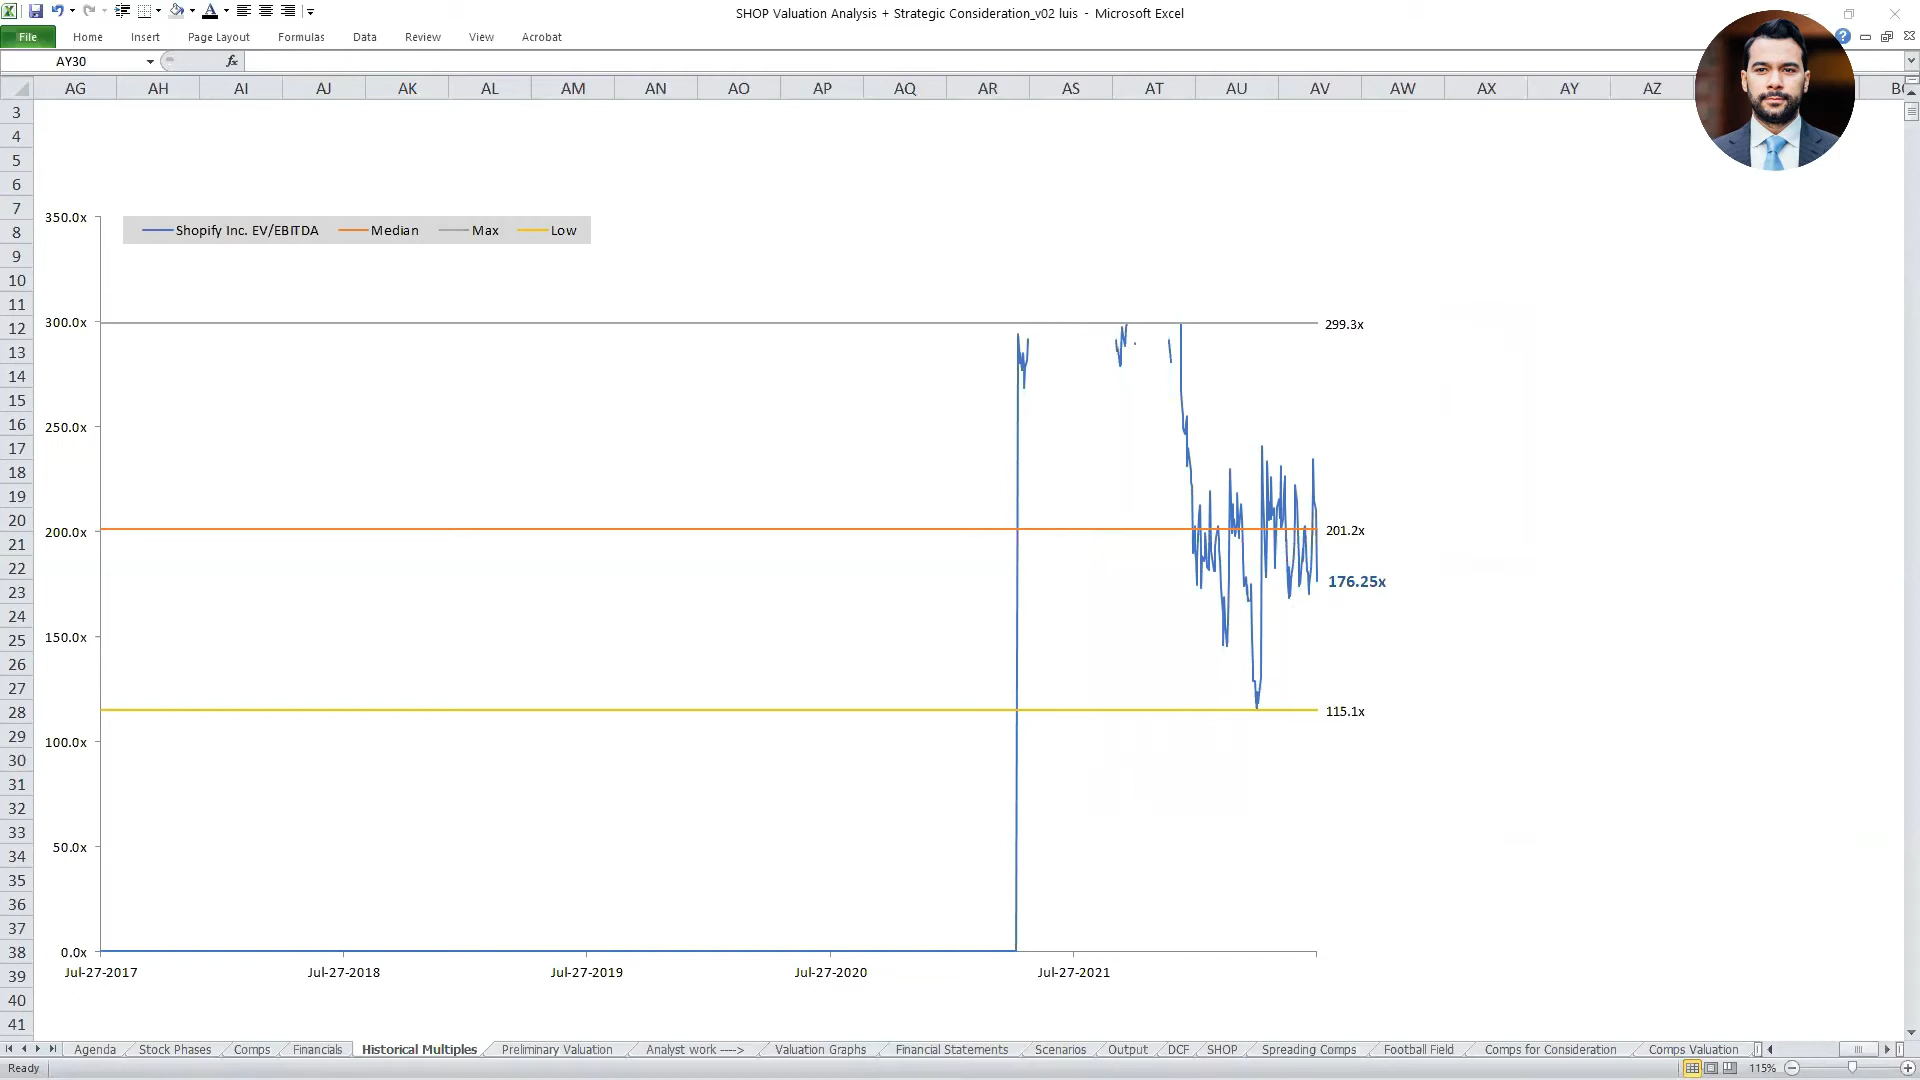 SHOP Valuation Analysis + Strategic Consideration_v02 luis - Microsoft Excel
File Home Insert Page Layout Formulas Data Review View Acrobat
AY30 fx
AG AH AI AJ AK AL AM AN AO AP AQ AR AS AT AU AV AW AX AY AZ
3
4
5
6
7
8
9
10
11
12
13
14
15
16
17
18
19
20
21
22
23
24
25
26
27
28
29
30
31
32
33
34
35
36
37
38
39
40
41
350.0x
Shopify Inc. EV/EBITDA Median Max Low
300.0x
299.3x
250.0x
200.0x
201.2x
176.25x
150.0x
115.1x
100.0x
50.0x
0.0x
Jul-27-2017 Jul-27-2018 Jul-27-2019 Jul-27-2020 Jul-27-2021
Agenda Stock Phases Comps Financials Historical Multiples Preliminary Valuation Analyst work ----> Valuation Graphs Financial Statements Scenarios Output DCF SHOP Spreading Comps Football Field Comps for Consideration Comps Valuation
Ready 115%